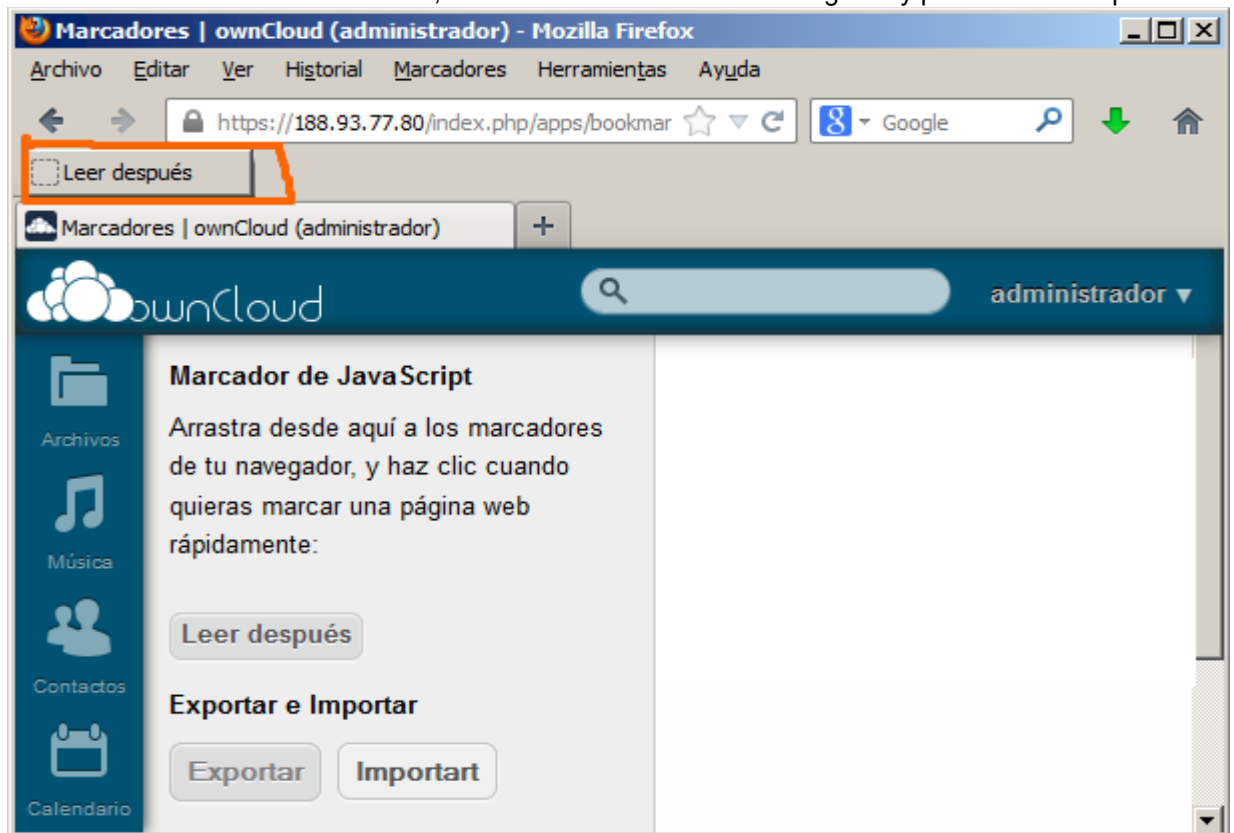 Marcadores | ownCloud (administrador) - Mozilla Firefox
Archivo Editar Ver Historial Marcadores Herramientas Ayuda
https://188.93.77.80/index.php/apps/bookmar Google
Leer después
Marcadores | ownCloud (administrador) +
ownCloud administrador
Marcador de JavaScript
Arrastra desde aquí a los marcadores
de tu navegador, y haz clic cuando
quieras marcar una página web
rápidamente:
Leer después
Exportar e Importar
Exportar Importart
Archivos
Música
Contactos
Calendario